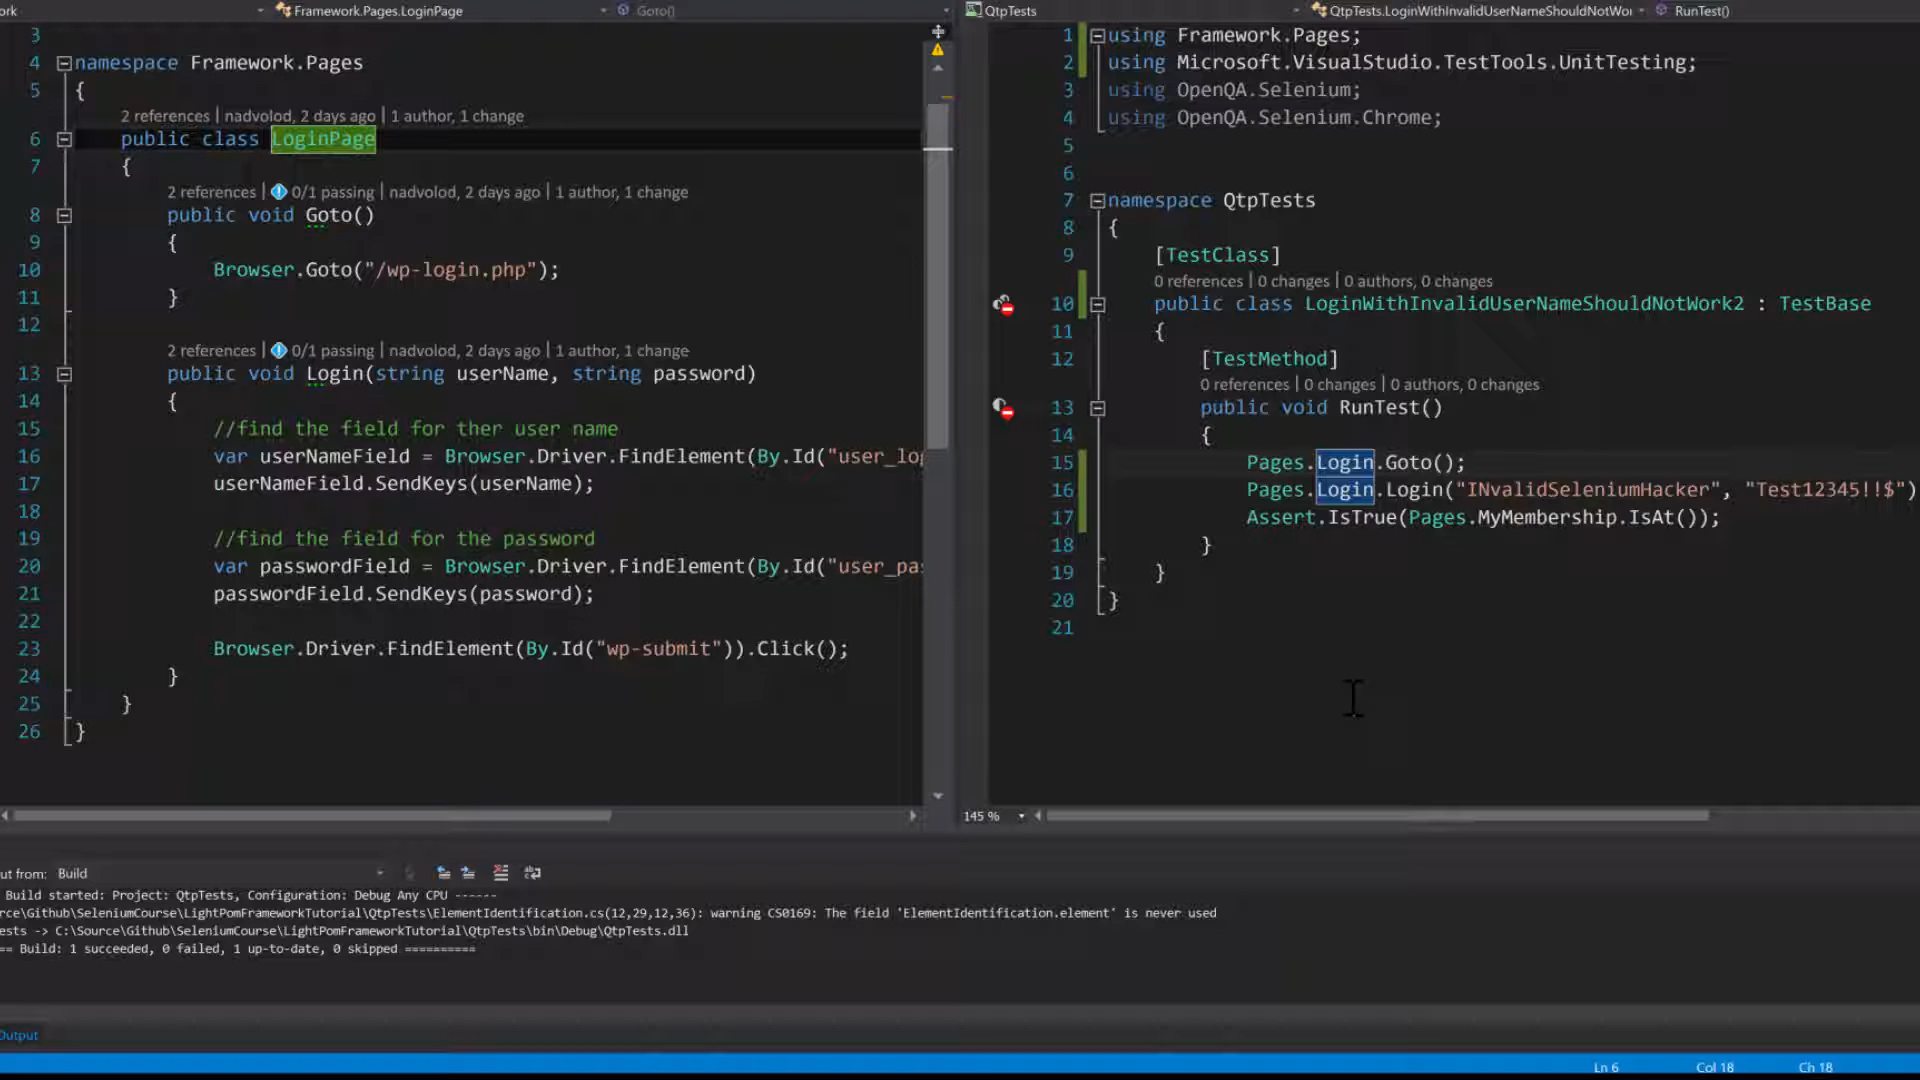 ork Framework.Pages.LoginPage Goto()
3
4 namespace Framework.Pages
5 {
2 references | nadvolod, 2 days ago | 1 author, 1 change
6 public class LoginPage
7 {
2 references | 0/1 passing | nadvolod, 2 days ago | 1 author, 1 change
8 public void Goto()
9 {
10 Browser.Goto("/wp-login.php");
11 }
12
2 references | 0/1 passing | nadvolod, 2 days ago | 1 author, 1 change
13 public void Login(string userName, string password)
14 {
15 //find the field for ther user name
16 var userNameField = Browser.Driver.FindElement(By.Id("user_log
17 userNameField.SendKeys(userName);
18
19 //find the field for the password
20 var passwordField = Browser.Driver.FindElement(By.Id("user_pas
21 passwordField.SendKeys(password);
22
23 Browser.Driver.FindElement(By.Id("wp-submit")).Click();
24 }
25 }
26 }
QtpTests QtpTests.LoginWithInvalidUserNameShouldNotWor RunTest()
1 using Framework.Pages;
2 using Microsoft.VisualStudio.TestTools.UnitTesting;
3 using OpenQA.Selenium;
4 using OpenQA.Selenium.Chrome;
5
6
7 namespace QtpTests
8 {
9 [TestClass]
0 references | 0 changes | 0 authors, 0 changes
10 public class LoginWithInvalidUserNameShouldNotWork2 : TestBase
11 {
12 [TestMethod]
0 references | 0 changes | 0 authors, 0 changes
13 public void RunTest()
14 {
15 Pages.Login.Goto();
16 Pages.Login.Login("INvalidSeleniumHacker", "Test12345!!$")
17 Assert.IsTrue(Pages.MyMembership.IsAt());
18 }
19 }
20 }
21
145 %
ut from: Build
Build started: Project: QtpTests, Configuration: Debug Any CPU ------
rce\Github\SeleniumCourse\LightPomFrameworkTutorial\QtpTests\ElementIdentification.cs(12,29,12,36): warning CS0169: The field 'ElementIdentification.element' is never used
ests -> C:\Source\Github\SeleniumCourse\LightPomFrameworkTutorial\QtpTests\bin\Debug\QtpTests.dll
== Build: 1 succeeded, 0 failed, 1 up-to-date, 0 skipped ==========
Output
Ln 6 Col 18 Ch 18